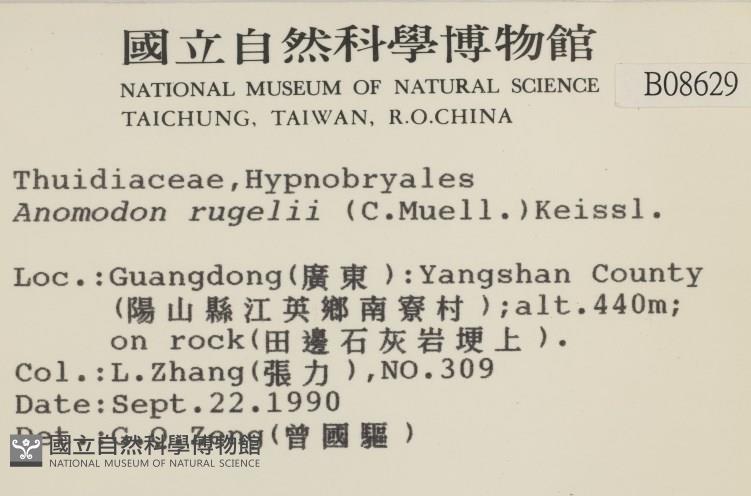 國立自然科學博物館
NATIONAL MUSEUM OF NATURAL SCIENCE
TAICHUNG, TAIWAN, R.O.CHINA
B08629
Thuidiaceae,Hypnobryales
Anomodon rugelii (C.Muell.)Keissl.
Loc.:Guangdong(廣東):Yangshan County
(陽山縣江英鄉南寮村);alt.440m;
on rock(田邊石灰岩埂上).
Col.:L.Zhang(張力),NO.309
Date:Sept.22.1990
Det.:G.Q.Zeng(曾國驅)
國立自然科學博物館
NATIONAL MUSEUM OF NATURAL SCIENCE